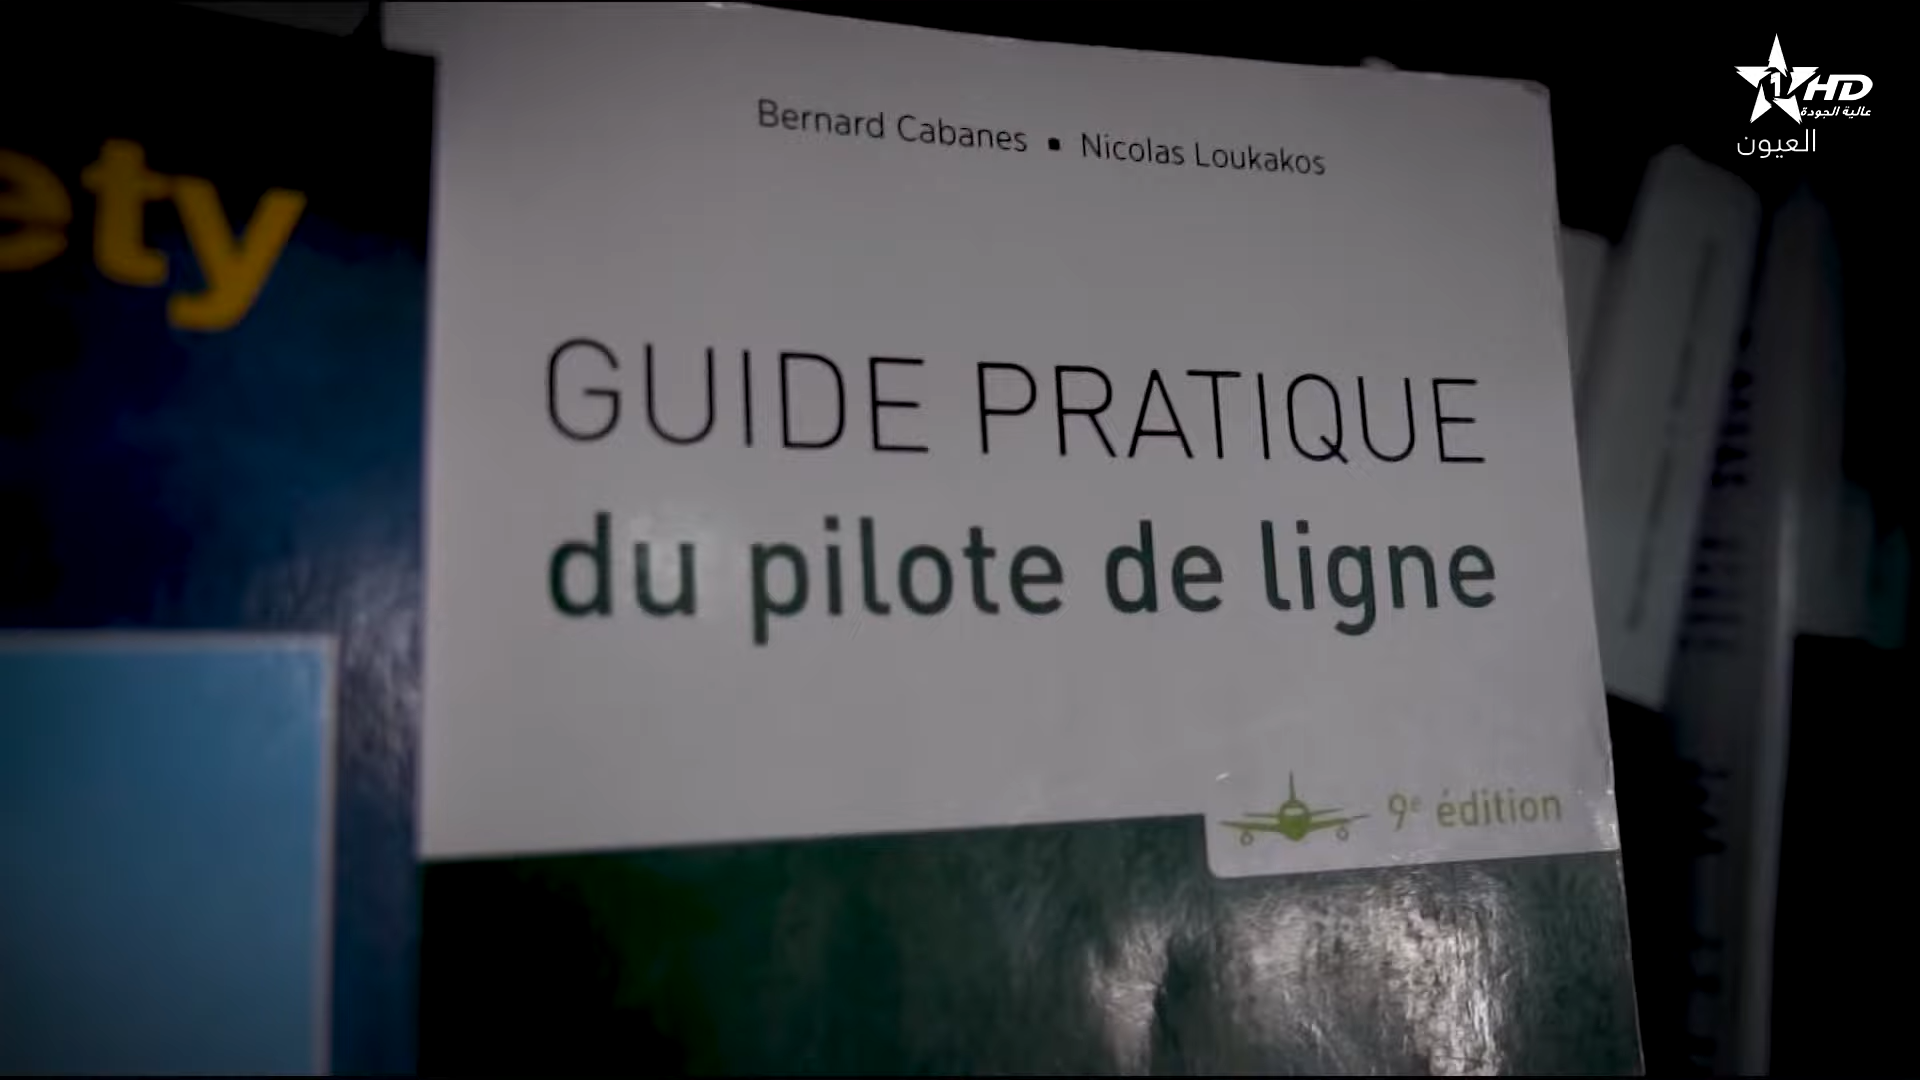 Bernard Cabanes ▪ Nicolas Loukakos
GUIDE PRATIQUE
du pilote de ligne
9e édition
ety
HD
عالية الجودة
العيون